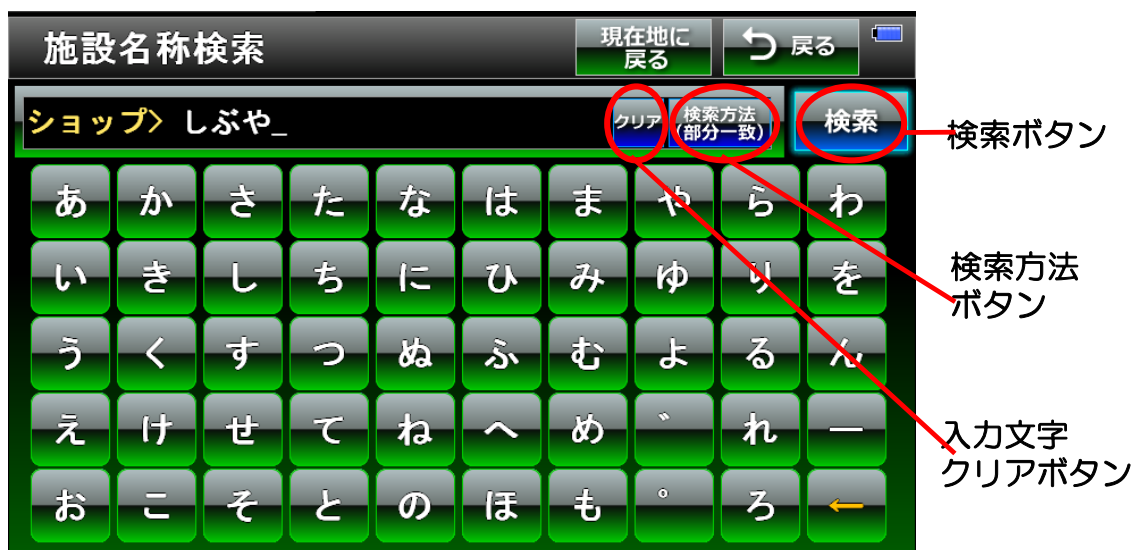 施設名称検索
現在地に
戻る
戻る
ショップ> しぶや_
クリア
検索方法
(部分一致)
検索
検索ボタン
あ か さ た な は ま や ら わ
い き し ち に ひ み ゆ り を
検索方法
ボタン
う く す つ ぬ ふ む よ る ん
え け せ て ね へ め ゛ れ ー
入力文字
クリアボタン
お こ そ と の ほ も ゜ ろ ←